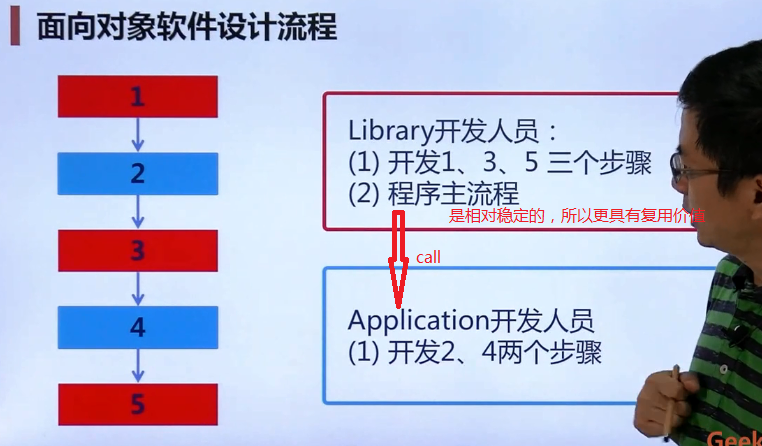 面向对象软件设计流程
1
2
3
4
5
Library开发人员：
(1) 开发1、3、5 三个步骤
(2) 程序主流程
是相对稳定的，所以更具有复用价們
call
Application开发人员
(1) 开发2、4两个步骤
Geek